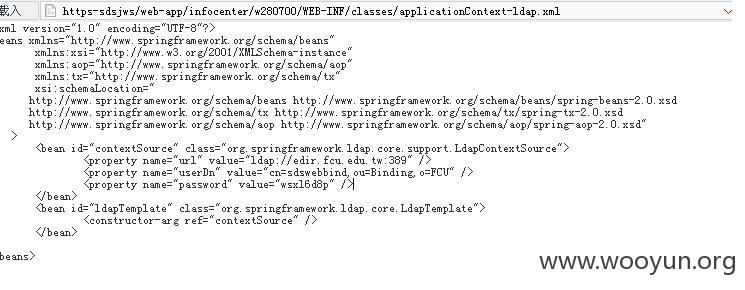 載入 https-sdsjws/web-app/infocenter/w280700/WEB-INF/classes/applicationContext-ldap.xml
xml version="1.0" encoding="UTF-8"?>
eans xmlns="http://www.springframework.org/schema/beans"
xmlns:xsi="http://www.w3.org/2001/XMLSchema-instance"
xmlns:aop="http://www.springframework.org/schema/aop"
xmlns:tx="http://www.springframework.org/schema/tx"
xsi:schemaLocation="
http://www.springframework.org/schema/beans http://www.springframework.org/schema/beans/spring-beans-2.0.xsd
http://www.springframework.org/schema/tx http://www.springframework.org/schema/tx/spring-tx-2.0.xsd
http://www.springframework.org/schema/aop http://www.springframework.org/schema/aop/spring-aop-2.0.xsd"
>
<bean id="contextSource" class="org.springframework.ldap.core.support.LdapContextSource">
<property name="url" value="ldap://edir.fcu.edu.tw:389" />
<property name="userDn" value="cn=sdswebbind,ou=Binding,o=FCU" />
<property name="password" value="wsxl6d8p" />
</bean>
<bean id="ldapTemplate" class="org.springframework.ldap.core.LdapTemplate">
<constructor-arg ref="contextSource" />
</bean>
beans>
www.wooyun.org